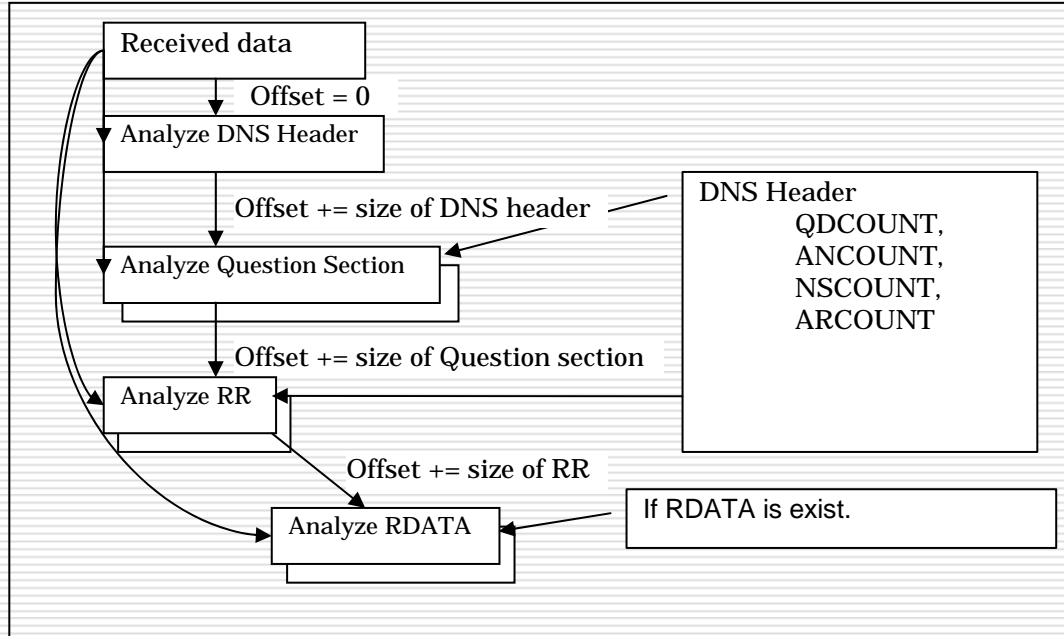 Received data
Offset = 0
Analyze DNS Header
Offset += size of DNS header
DNS Header
QDCOUNT,
ANCOUNT,
NSCOUNT,
ARCOUNT
Analyze Question Section
Offset += size of Question section
Analyze RR
Offset += size of RR
If RDATA is exist.
Analyze RDATA